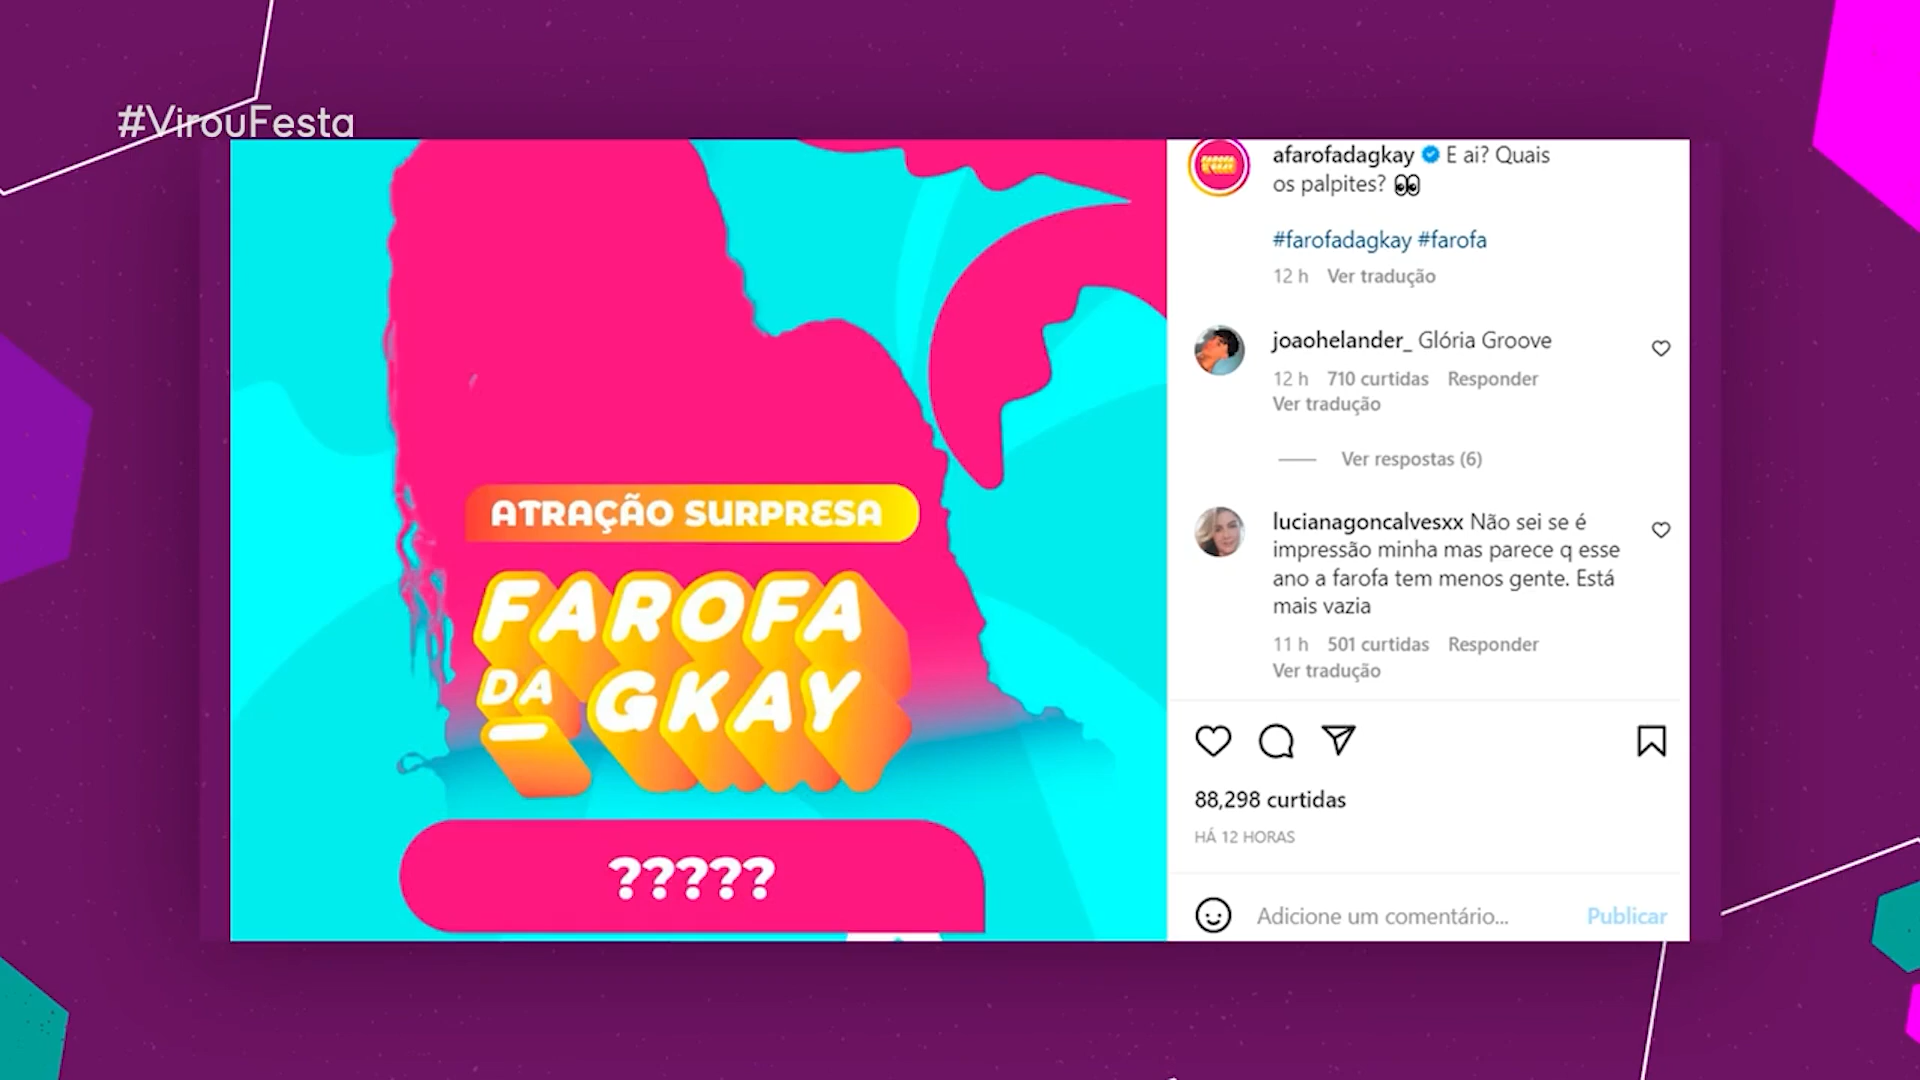 #VirouFesta
ATRAÇÃO SURPRESA
FAROFA
DA GKAY
?????
afarofadagkay E ai? Quais
os palpites? 👀
#farofadagkay #farofa
12 h Ver tradução
joaohelander_ Glória Groove
12 h 710 curtidas Responder
Ver tradução
Ver respostas (6)
lucianagoncalvesxx Não sei se é
impressão minha mas parece q esse
ano a farofa tem menos gente. Está
mais vazia
11 h 501 curtidas Responder
Ver tradução
88,298 curtidas
HÁ 12 HORAS
Adicione um comentário... Publicar